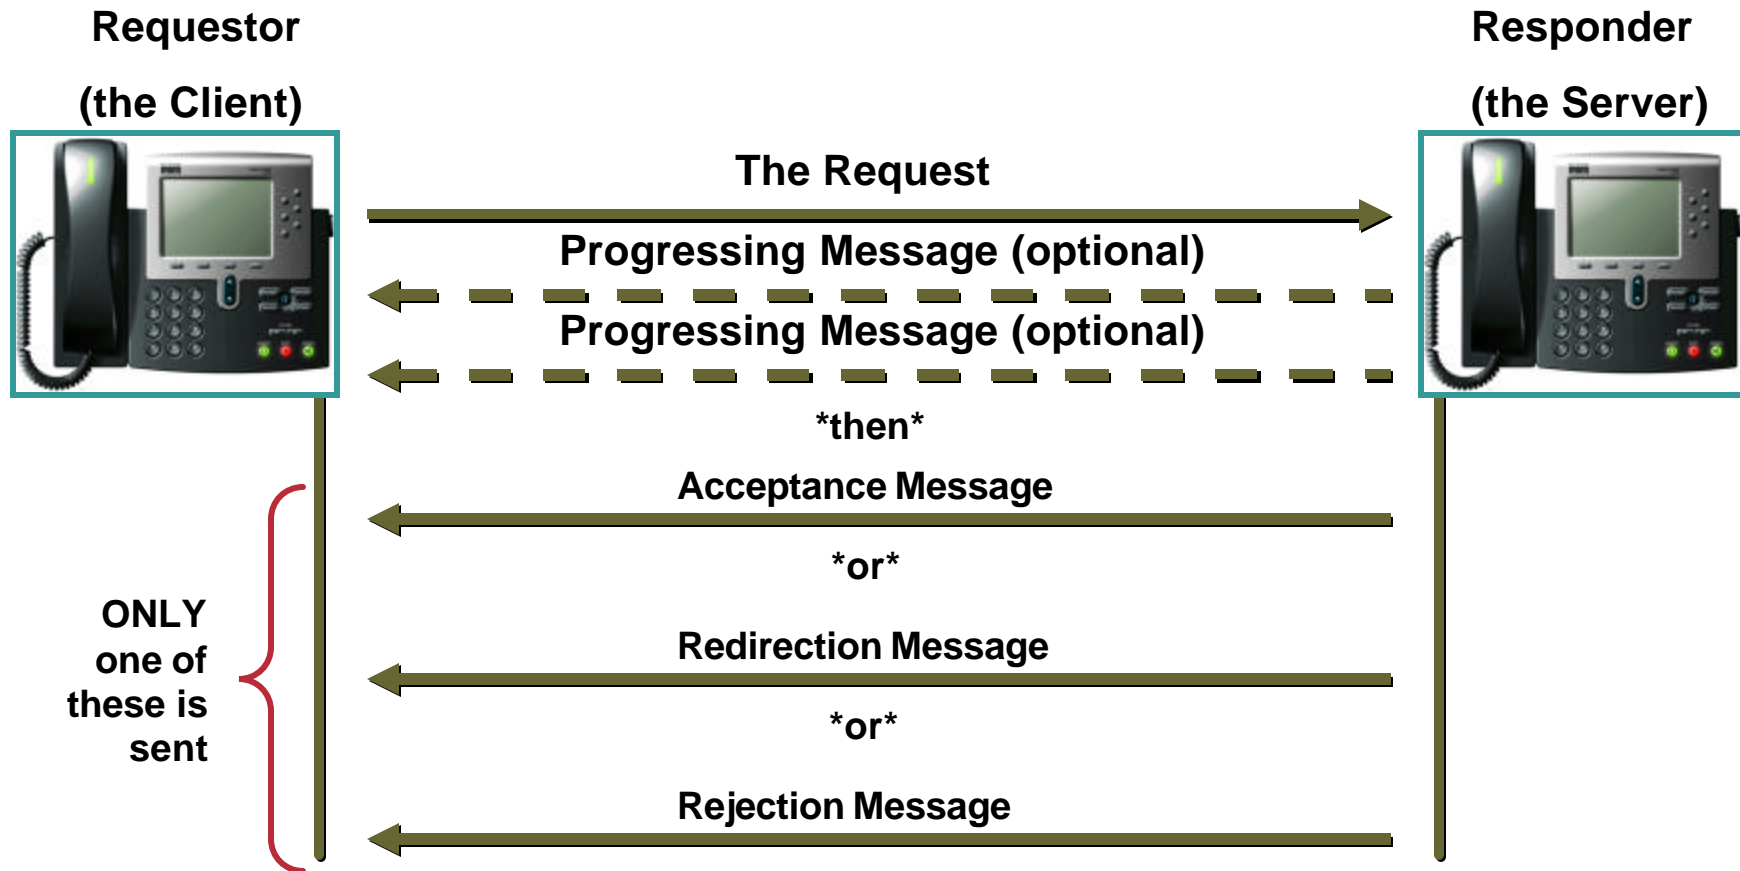 Requestor
(the Client)
Responder
(the Server)
The Request
Progressing Message (optional)
Progressing Message (optional)
*then*
Acceptance Message
*or*
Redirection Message
*or*
Rejection Message
ONLY
one of
these is
sent